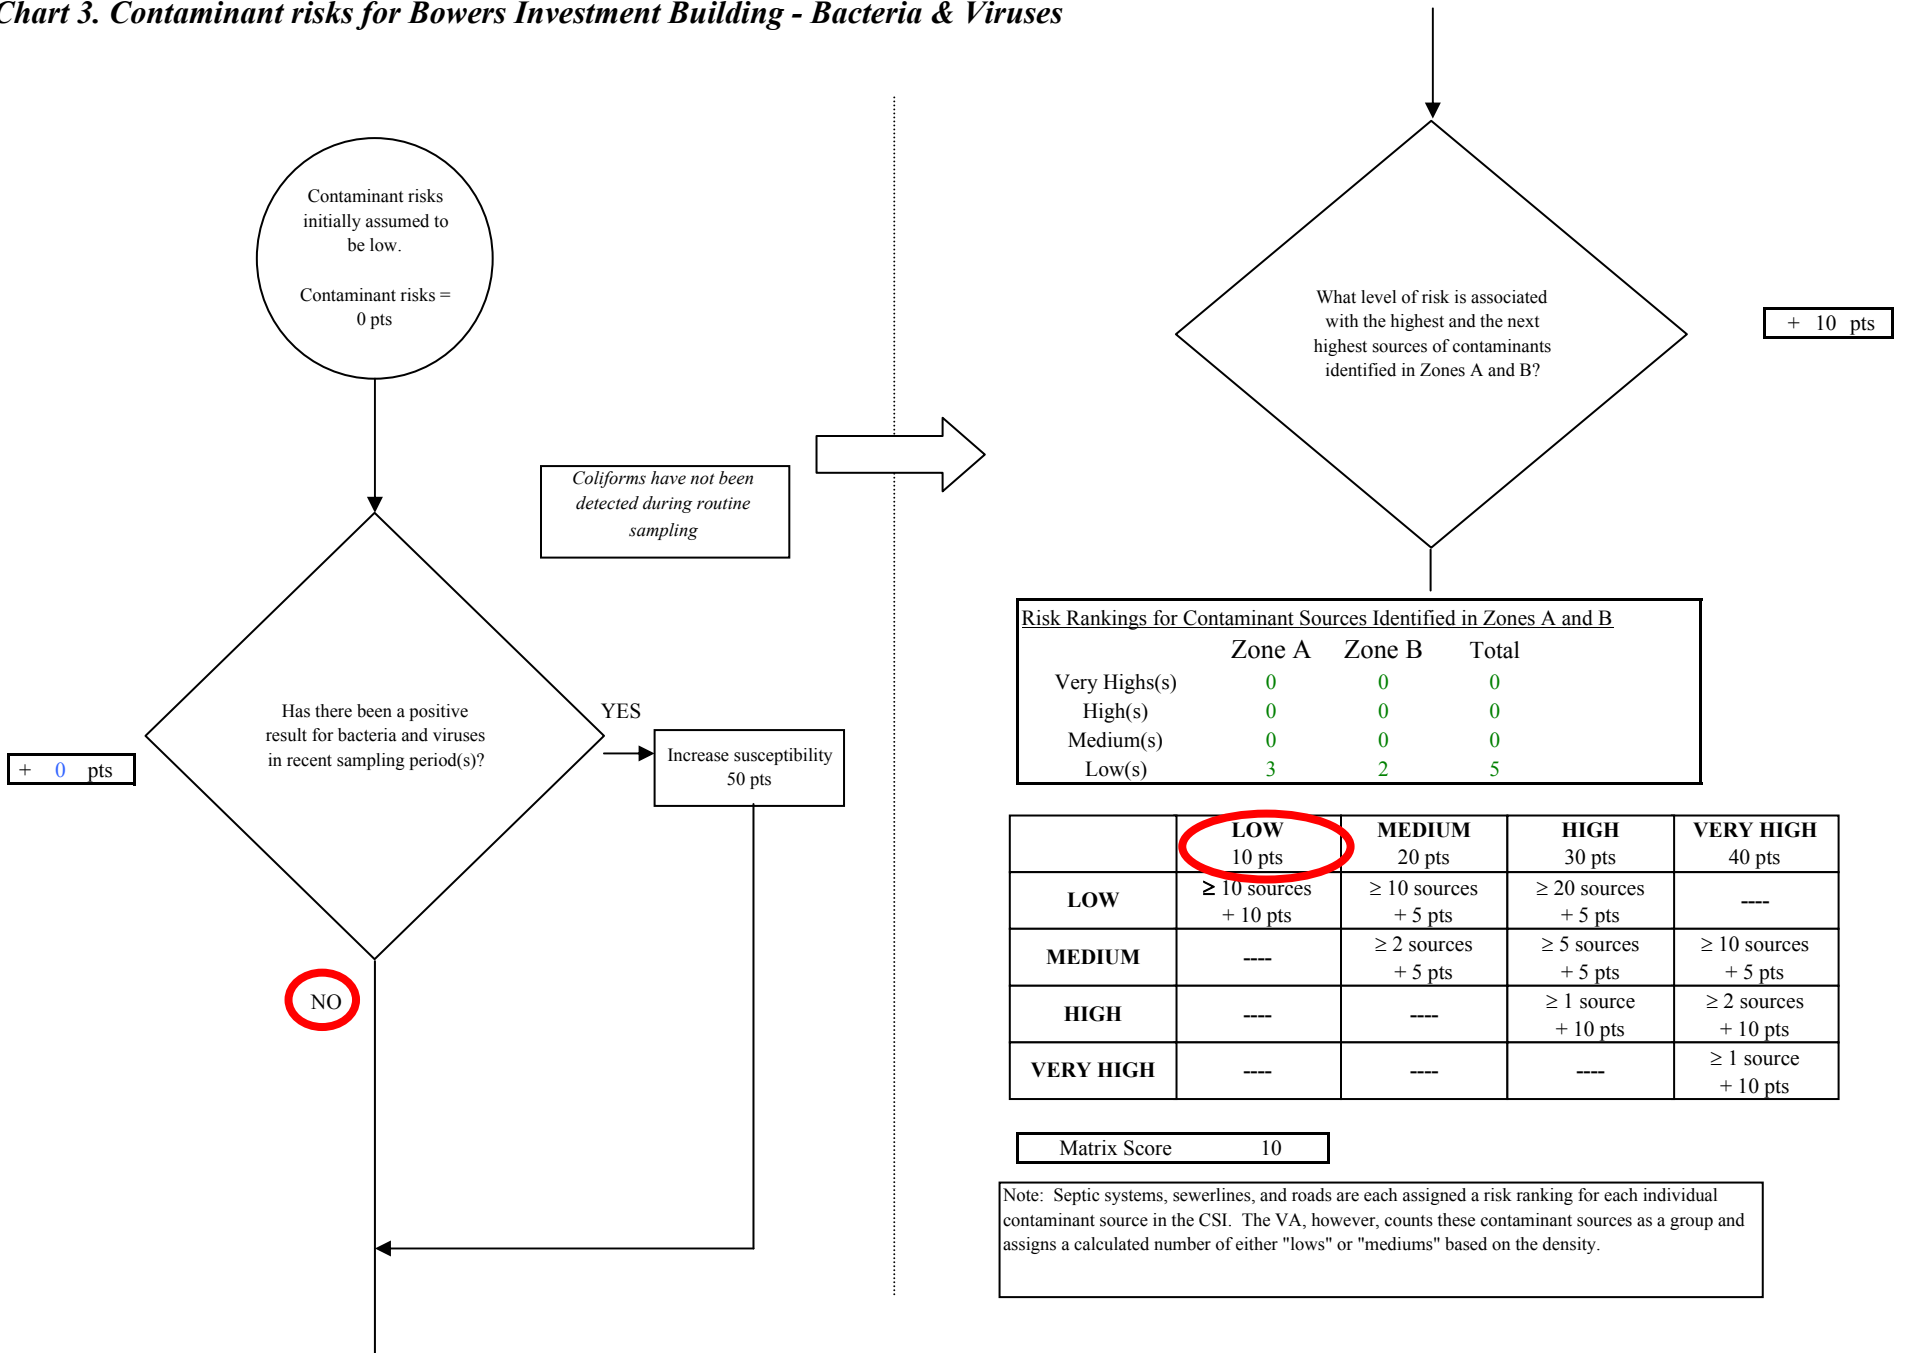 Chart 3. Contaminant risks for Bowers Investment Building - Bacteria & Viruses
Contaminant risks
initially assumed to
be low.
Contaminant risks =
0 pts
Coliforms have not been
detected during routine
sampling
Has there been a positive
result for bacteria and viruses
in recent sampling period(s)?
YES
Increase susceptibility
50 pts
+ 0 pts
NO
What level of risk is associated
with the highest and the next
highest sources of contaminants
identified in Zones A and B?
+ 10 pts
Risk Rankings for Contaminant Sources Identified in Zones A and B
Zone A Zone B Total
Very Highs(s) 0 0 0
High(s) 0 0 0
Medium(s) 0 0 0
Low(s) 3 2 5
LOW MEDIUM HIGH VERY HIGH
10 pts 20 pts 30 pts 40 pts
LOW ≥ 10 sources ≥ 10 sources ≥ 20 sources ----
+ 10 pts + 5 pts + 5 pts
MEDIUM ---- ≥ 2 sources ≥ 5 sources ≥ 10 sources
+ 5 pts + 5 pts + 5 pts
HIGH ---- ---- ≥ 1 source ≥ 2 sources
+ 10 pts + 10 pts
VERY HIGH ---- ---- ---- ≥ 1 source
+ 10 pts
Matrix Score 10
Note: Septic systems, sewerlines, and roads are each assigned a risk ranking for each individual
contaminant source in the CSI. The VA, however, counts these contaminant sources as a group and
assigns a calculated number of either "lows" or "mediums" based on the density.